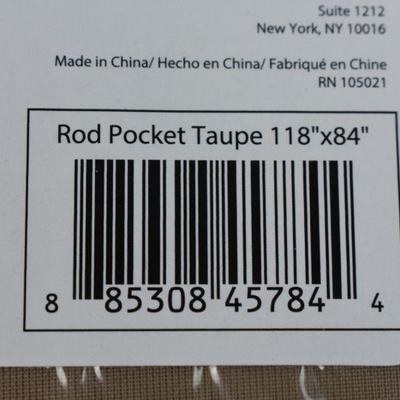 Suite 1212
New York, NY 10016
Made in China/ Hecho en China/ Fabriqué en Chine
RN 105021
Rod Pocket Taupe 118"x84"
8 85308 45784 4